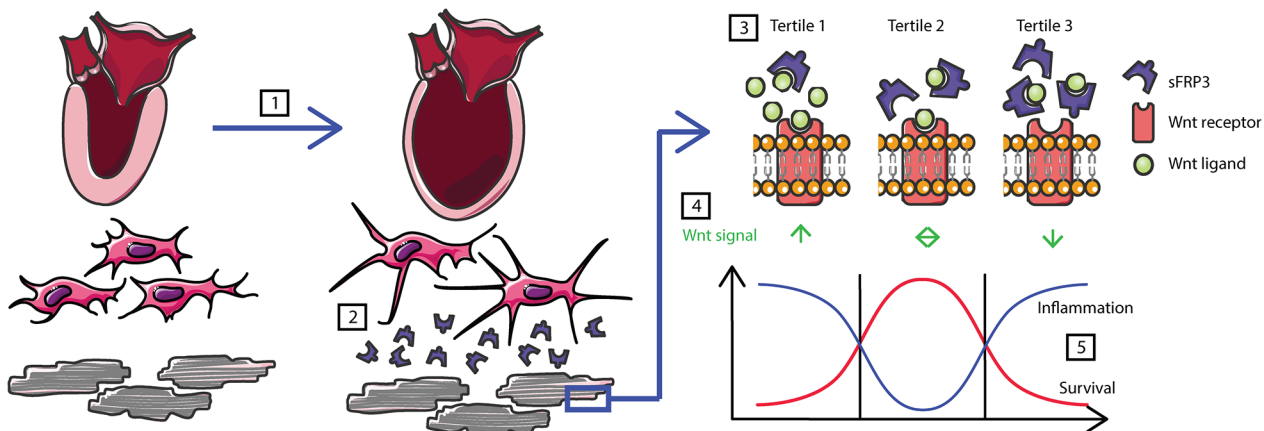 1
2
3
Tertile 1
Tertile 2
Tertile 3
sFRP3
Wnt receptor
Wnt ligand
4
Wnt signal
Inflammation
5
Survival